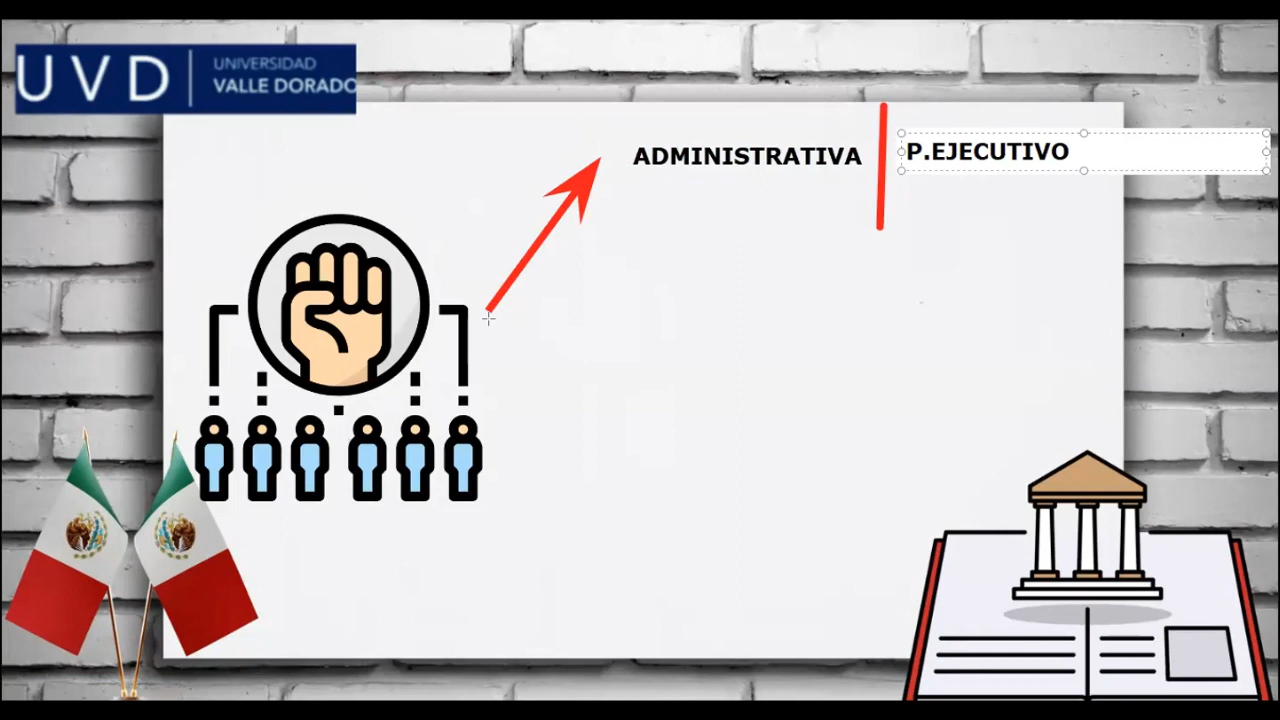 UVD
UNIVERSIDAD
VALLE DORADO
ADMINISTRATIVA
P.EJECUTIVO